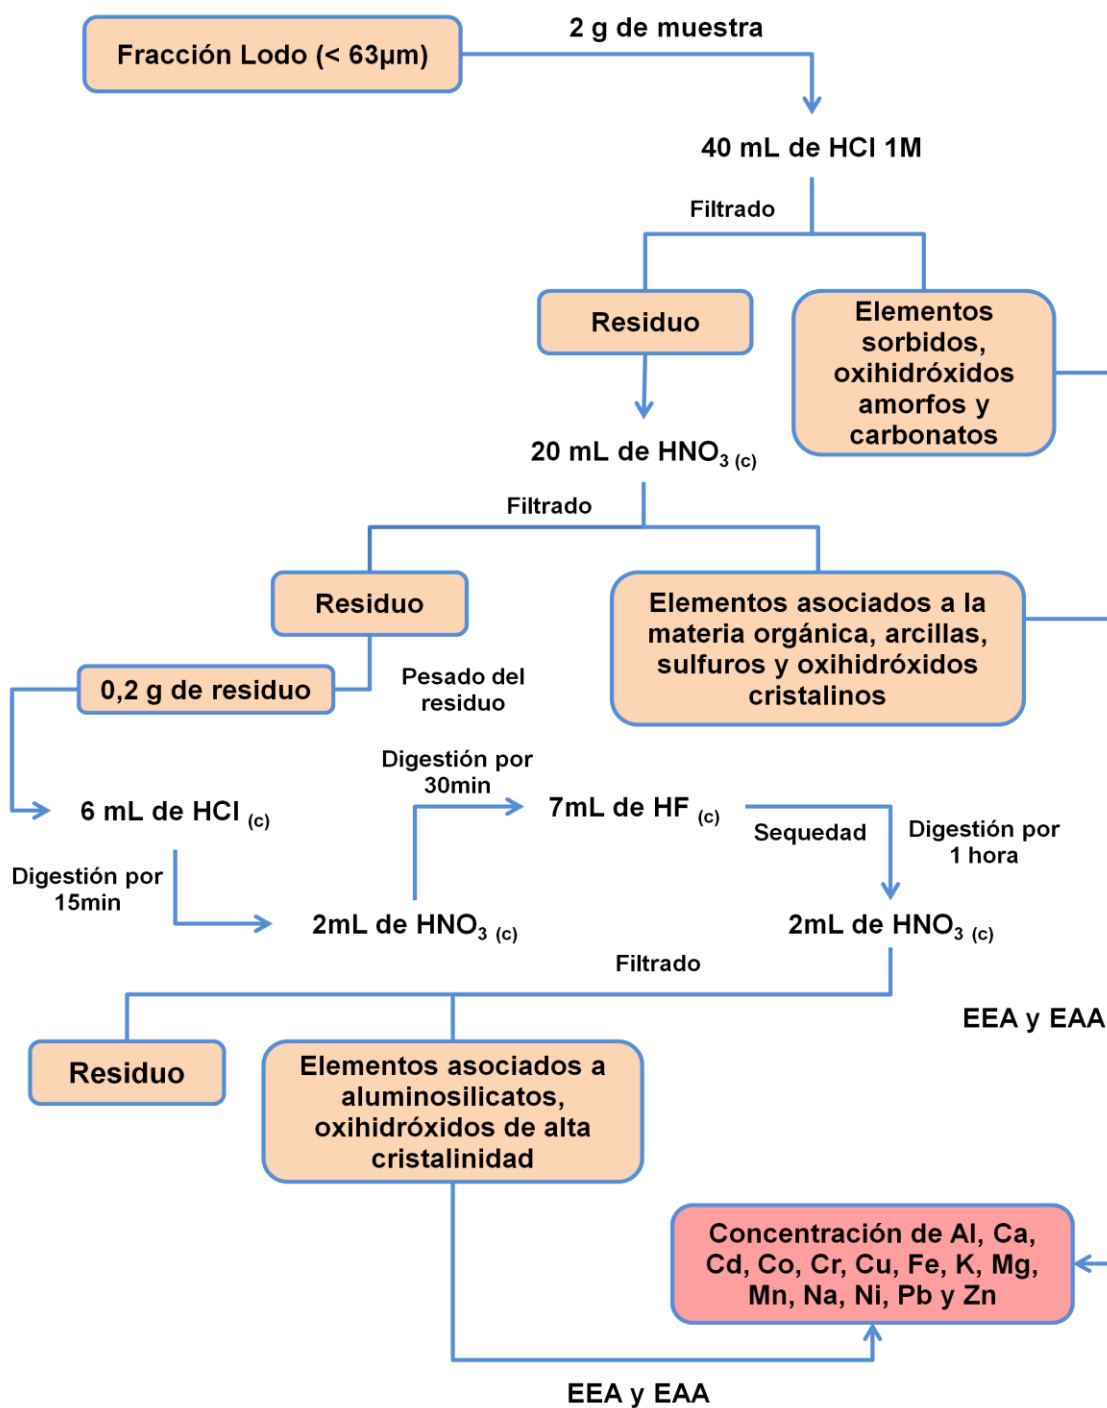 2 g de muestra
Fracción Lodo (< 63µm)
40 mL de HCl 1M
Filtrado
Residuo
Elementos
sorbidos,
oxihidróxidos
amorfos y
carbonatos
20 mL de HNO₃ (c)
Filtrado
Residuo
Elementos asociados a la
materia orgánica, arcillas,
sulfuros y oxihidróxidos
cristalinos
0,2 g de residuo
Pesado del
residuo
Digestión por
30min
6 mL de HCl (c)
7mL de HF (c)
Sequedad
Digestión por
1 hora
Digestión por
15min
2mL de HNO₃ (c)
2mL de HNO₃ (c)
Filtrado
EEA y EAA
Residuo
Elementos asociados a
aluminosilicatos,
oxihidróxidos de alta
cristalinidad
Concentración de Al, Ca,
Cd, Co, Cr, Cu, Fe, K, Mg,
Mn, Na, Ni, Pb y Zn
EEA y EAA